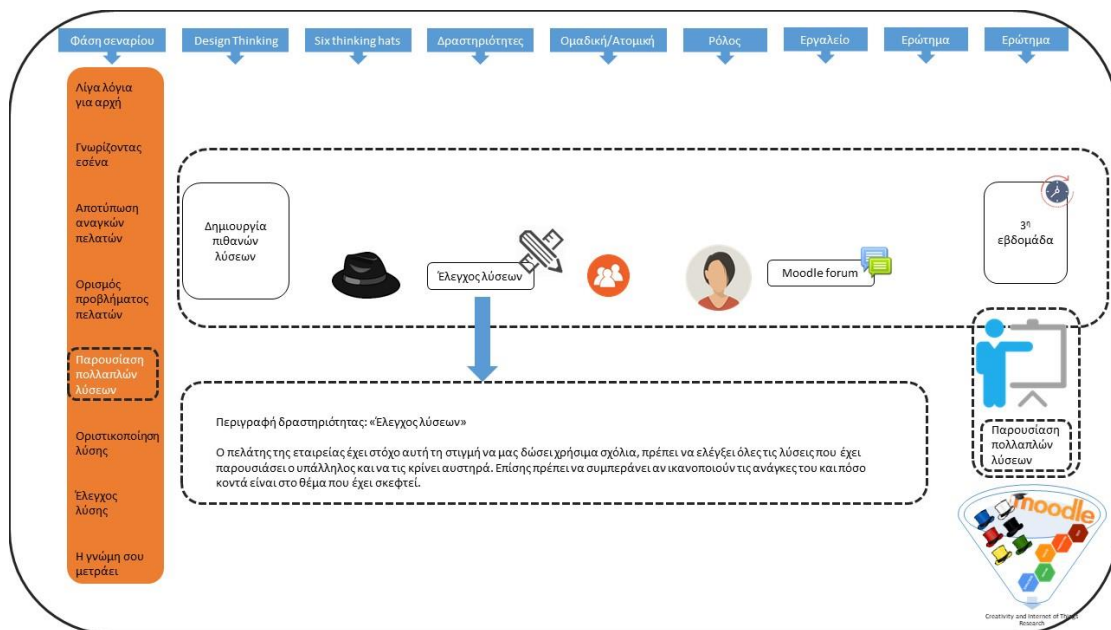 Φάση σεναρίου
Design Thinking
Six thinking hats
Δραστηριότητες
Ομαδική/Ατομική
Ρόλος
Εργαλείο
Ερώτημα
Ερώτημα
Λίγα λόγια
για αρχή
Γνωρίζοντας
εσένα
Αποτύπωση
αναγκών
πελατών
Ορισμός
προβλήματος
πελατών
Παρουσίαση
πολλαπλών
λύσεων
Οριστικοποίηση
λύσης
Έλεγχος
λύσης
Η γνώμη σου
μετράει
Δημιουργία
πιθανών
λύσεων
Έλεγχος λύσεων
Moodle forum
3η
εβδομάδα
Περιγραφή δραστηριότητας: «Έλεγχος λύσεων»
Ο πελάτης της εταιρείας έχει στόχο αυτή τη στιγμή να μας δώσει χρήσιμα σχόλια, πρέπει να ελέγξει όλες τις λύσεις που έχει
παρουσιάσει ο υπάλληλος και να τις κρίνει αυστηρά. Επίσης πρέπει να συμπεράνει αν ικανοποιούν τις ανάγκες του και πόσο
κοντά είναι στο θέμα που έχει σκεφτεί.
Παρουσίαση
πολλαπλών
λύσεων
moodle
Creativity and Internet of Things
Research